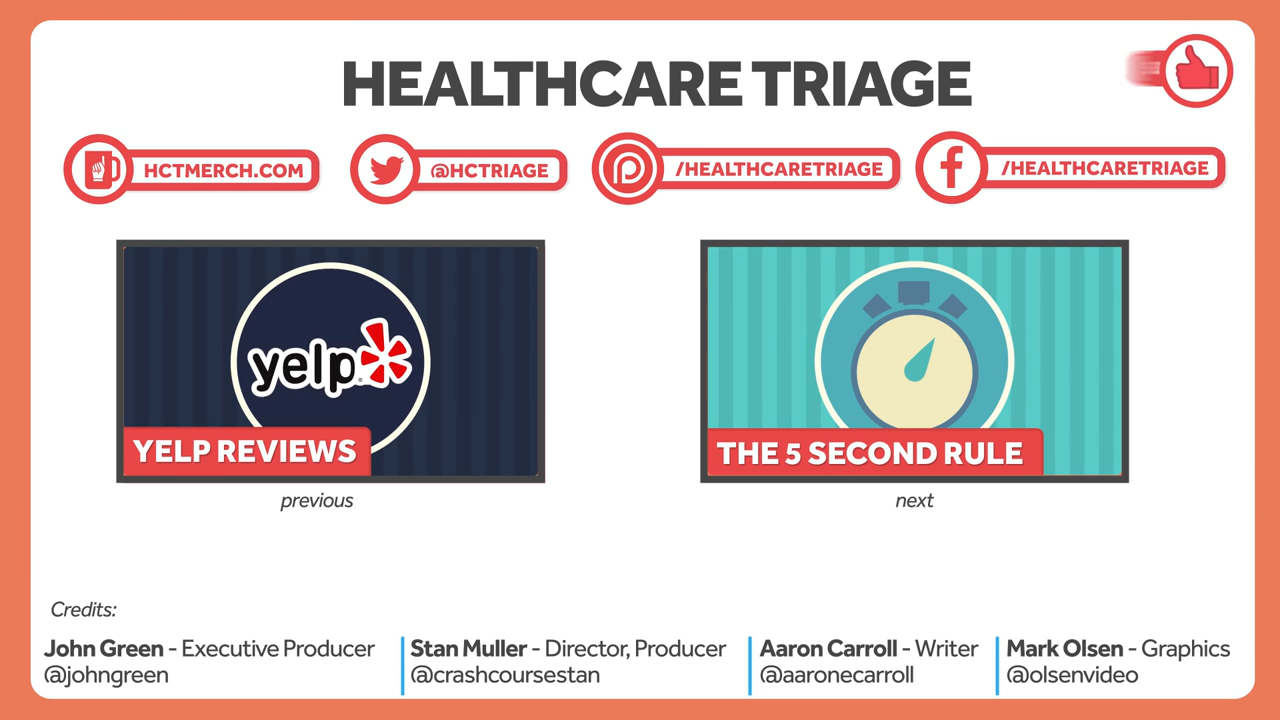 HEALTHCARE TRIAGE
HCTMERCH.COM
@HCTRIAGE
/HEALTHCARETRIAGE
/HEALTHCARETRIAGE
yelp
YELP REVIEWS
THE 5 SECOND RULE
previous
next
Credits:
John Green - Executive Producer
@johngreen
Stan Muller - Director, Producer
@crashcoursestan
Aaron Carroll - Writer
@aaronecarroll
Mark Olsen - Graphics
@olsenvideo